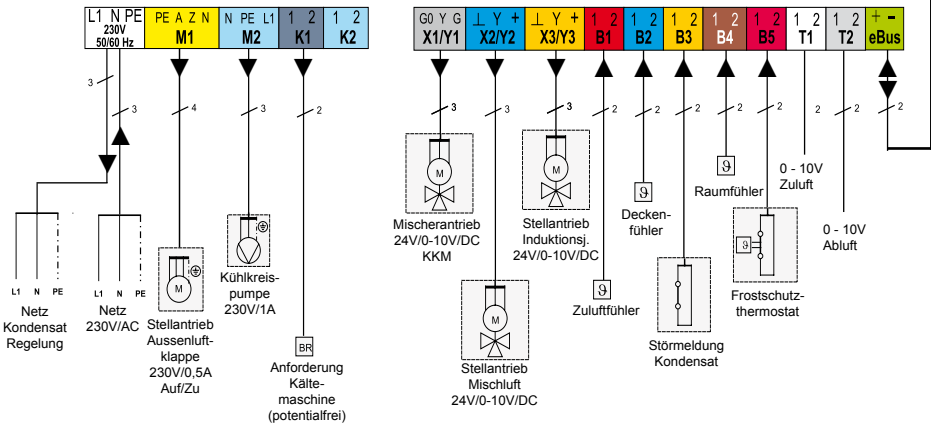 L1 N PE
230V
50/60 Hz
PE A Z N
M1
N PE L1
M2
1 2
K1
1 2
K2
G0 Y G
X1/Y1
⊥ Y +
X2/Y2
⊥ Y +
X3/Y3
1 2
B1
1 2
B2
1 2
B3
1 2
B4
1 2
B5
1 2
T1
1 2
T2
+ -
eBus
3
3
4
3
2
3
3
3
2
2
2
2
2
2
2
2
L1 N PE
Netz
Kondensat
Regelung
L1 N PE
Netz
230V/AC
M
Stellantrieb
Aussenluft-
klappe
230V/0,5A
Auf/Zu
Kühlkreis-
pumpe
230V/1A
BR
Anforderung
Kälte-
maschine
(potentialfrei)
M
Mischerantrieb
24V/0-10V/DC
KKM
M
Stellantrieb
Mischluft
24V/0-10V/DC
M
Stellantrieb
Induktionsj.
24V/0-10V/DC
ϑ
Zuluftfühler
ϑ
Decken-
fühler
Störmeldung
Kondensat
ϑ
Raumfühler
ϑ
Frostschutz-
thermostat
0 - 10V
Zuluft
0 - 10V
Abluft